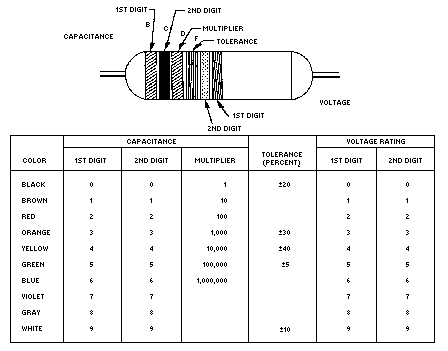 1ST DIGIT 2ND DIGIT
B C D MULTIPLIER
CAPACITANCE F TOLERANCE
VOLTAGE
1ST DIGIT
2ND DIGIT
CAPACITANCE VOLTAGE RATING
COLOR 1ST DIGIT 2ND DIGIT MULTIPLIER TOLERANCE (PERCENT) 1ST DIGIT 2ND DIGIT
BLACK 0 0 1 ±20 0 0
BROWN 1 1 10 1 1
RED 2 2 100 2 2
ORANGE 3 3 1,000 ±30 3 3
YELLOW 4 4 10,000 ±40 4 4
GREEN 5 5 100,000 ±5 5 5
BLUE 6 6 1,000,000 6 6
VIOLET 7 7 7 7
GRAY 8 8 8 8
WHITE 9 9 ±10 9 9